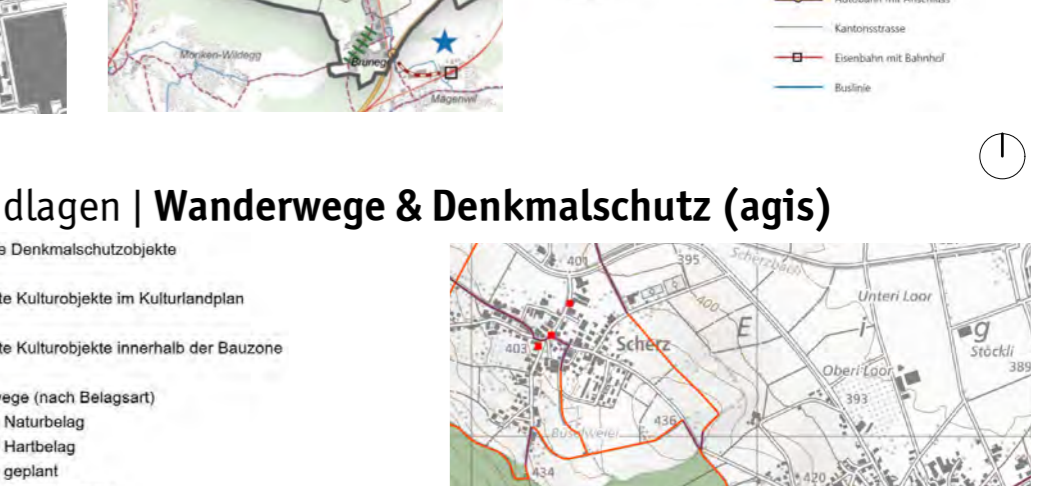 Autobahn mit Anschluss
Kantonsstrasse
Eisenbahn mit Bahnhof
Buslinie
Möriken-Wildegg
Brunegg
Mägenwil
dlagen | Wanderwege & Denkmalschutz (agis)
e Denkmalschutzobjekte
te Kulturobjekte im Kulturlandplan
te Kulturobjekte innerhalb der Bauzone
ege (nach Belagsart)
Naturbelag
Hartbelag
geplant
401
395
Scherzbach
400
Unteri Loor
E i g
403
Scherz
Stöckli
389
Oberi Loor
393
436
Büschweiel
434
420